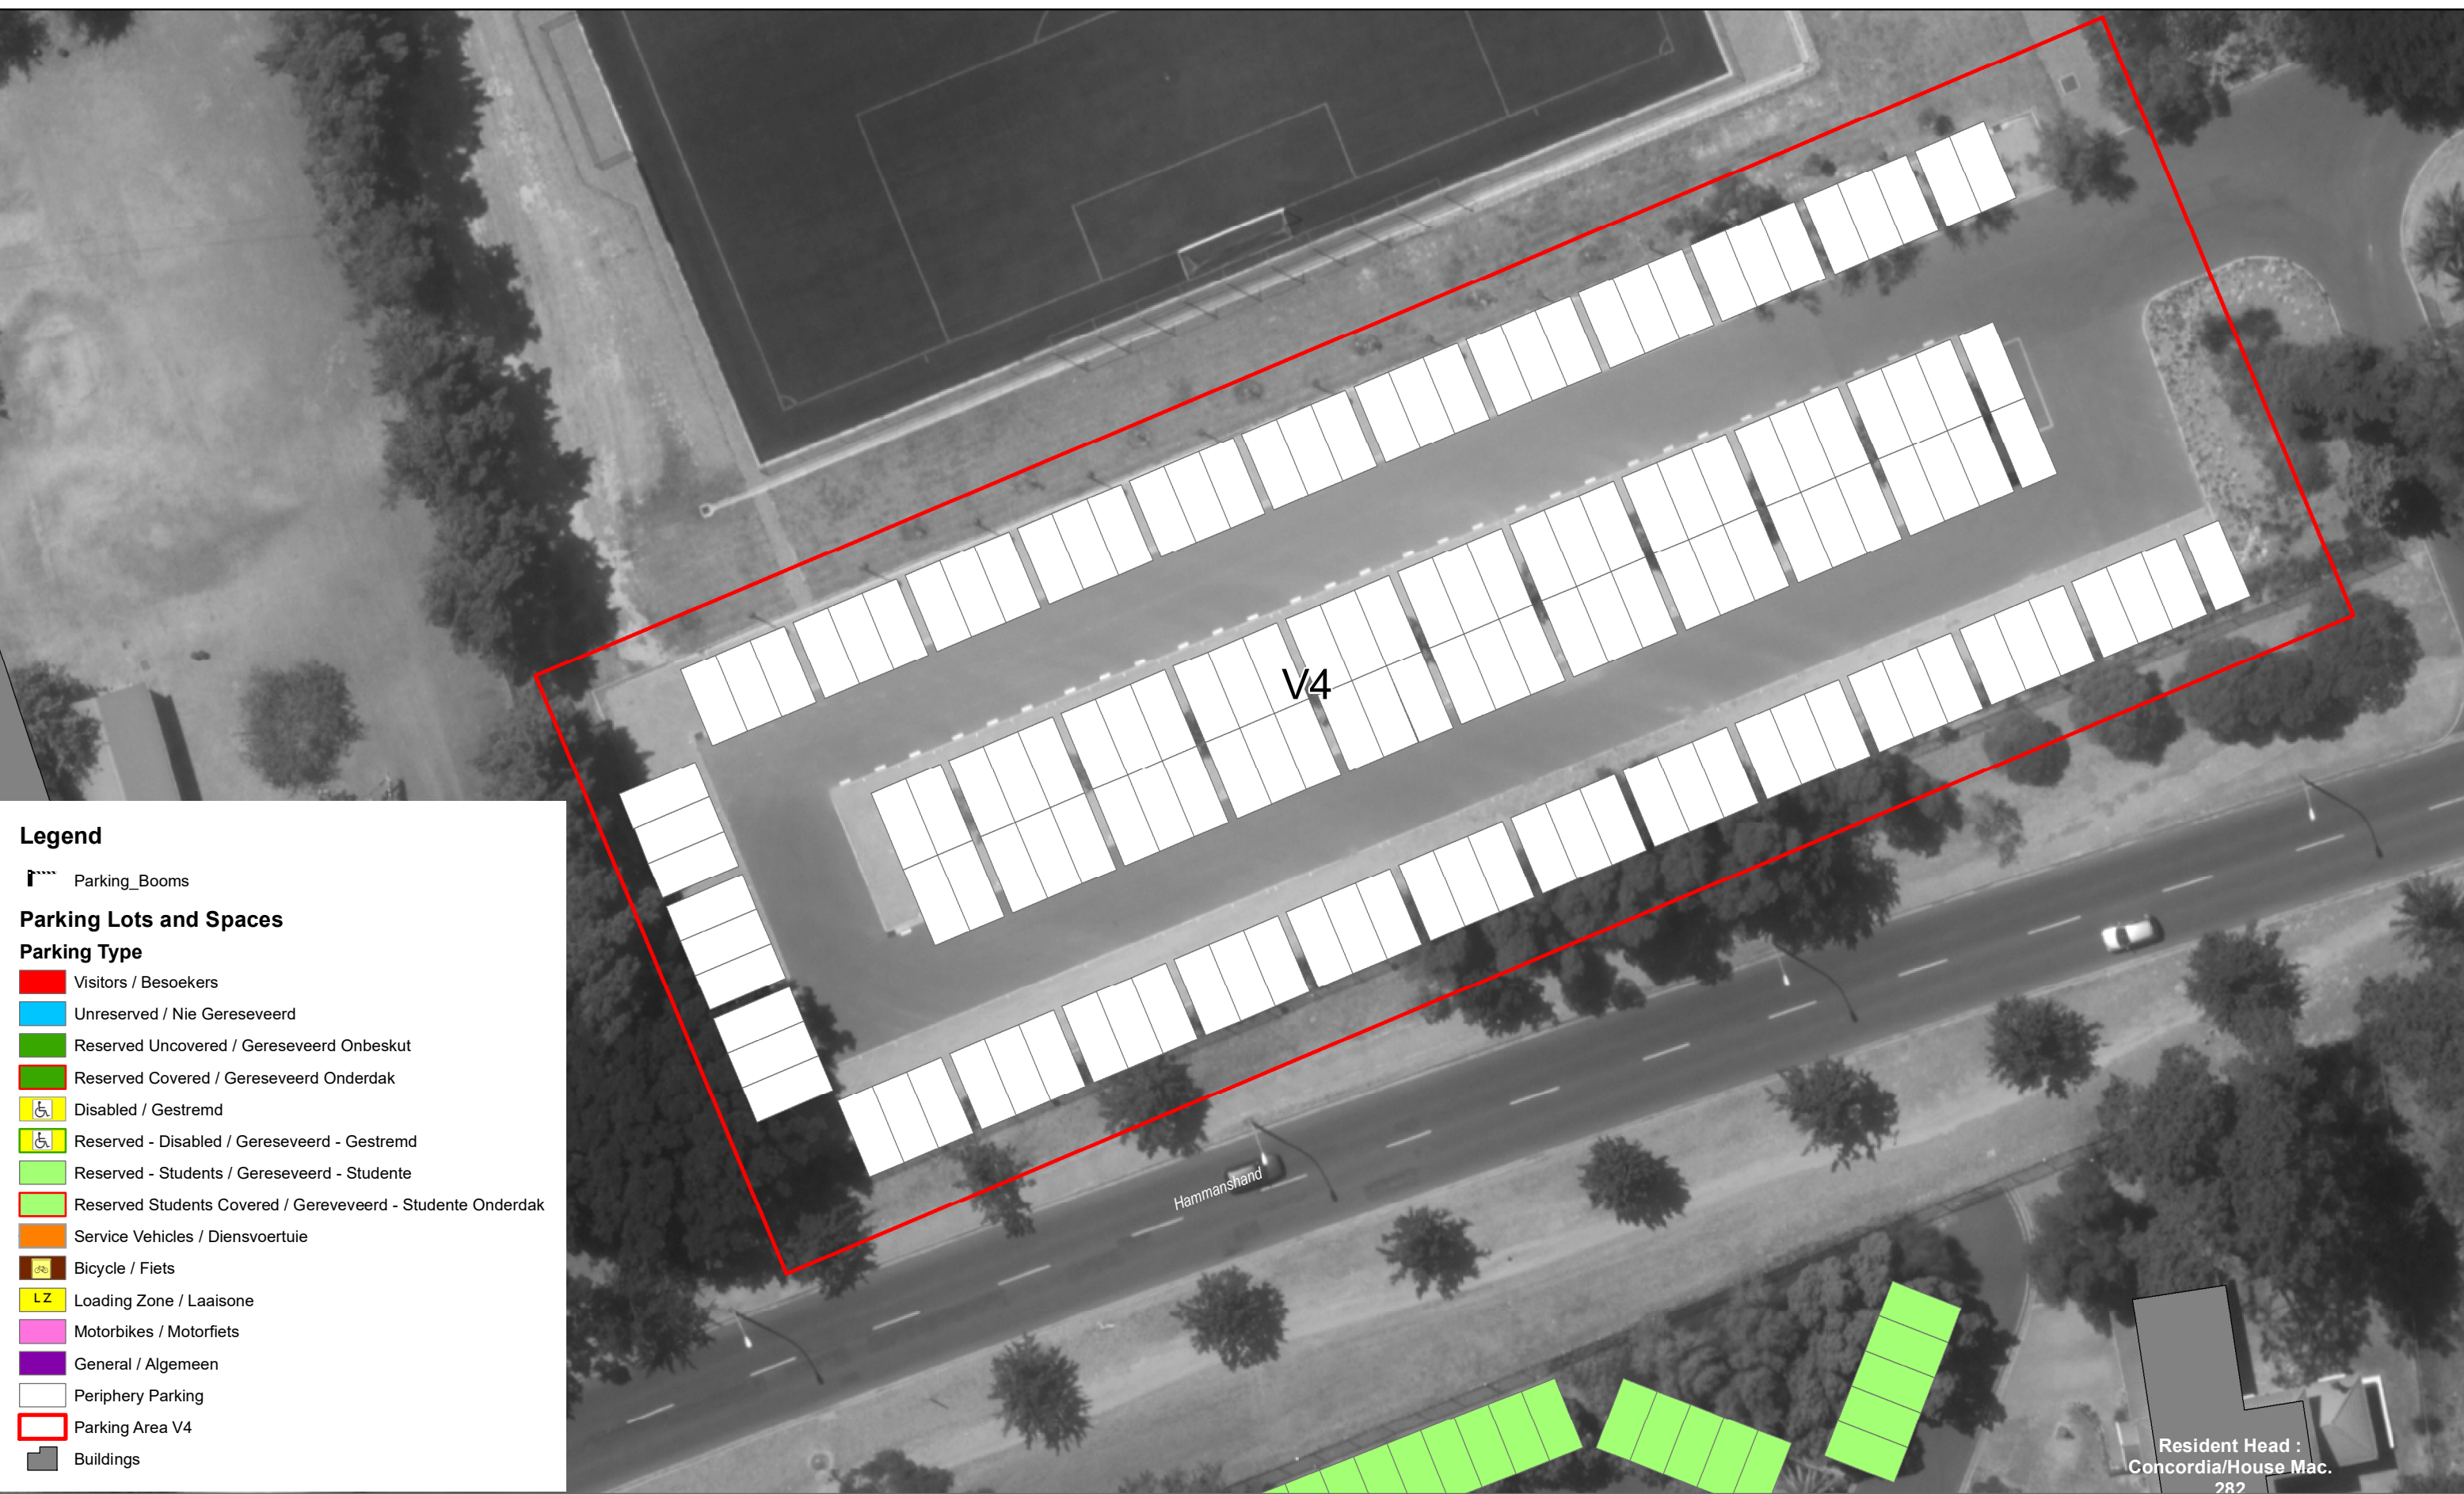 V4
Hammanshand
Legend
Parking_Booms
Parking Lots and Spaces
Parking Type
Visitors / Besoekers
Unreserved / Nie Gereseveerd
Reserved Uncovered / Gereseveerd Onbeskut
Reserved Covered / Gereseveerd Onderdak
Disabled / Gestremd
Reserved - Disabled / Gereseveerd - Gestremd
Reserved - Students / Gereseveerd - Studente
Reserved Students Covered / Gereveveerd - Studente Onderdak
Service Vehicles / Diensvoertuie
Bicycle / Fiets
LZ Loading Zone / Laaisone
Motorbikes / Motorfiets
General / Algemeen
Periphery Parking
Parking Area V4
Buildings
Resident Head :
Concordia/House Mac.
282